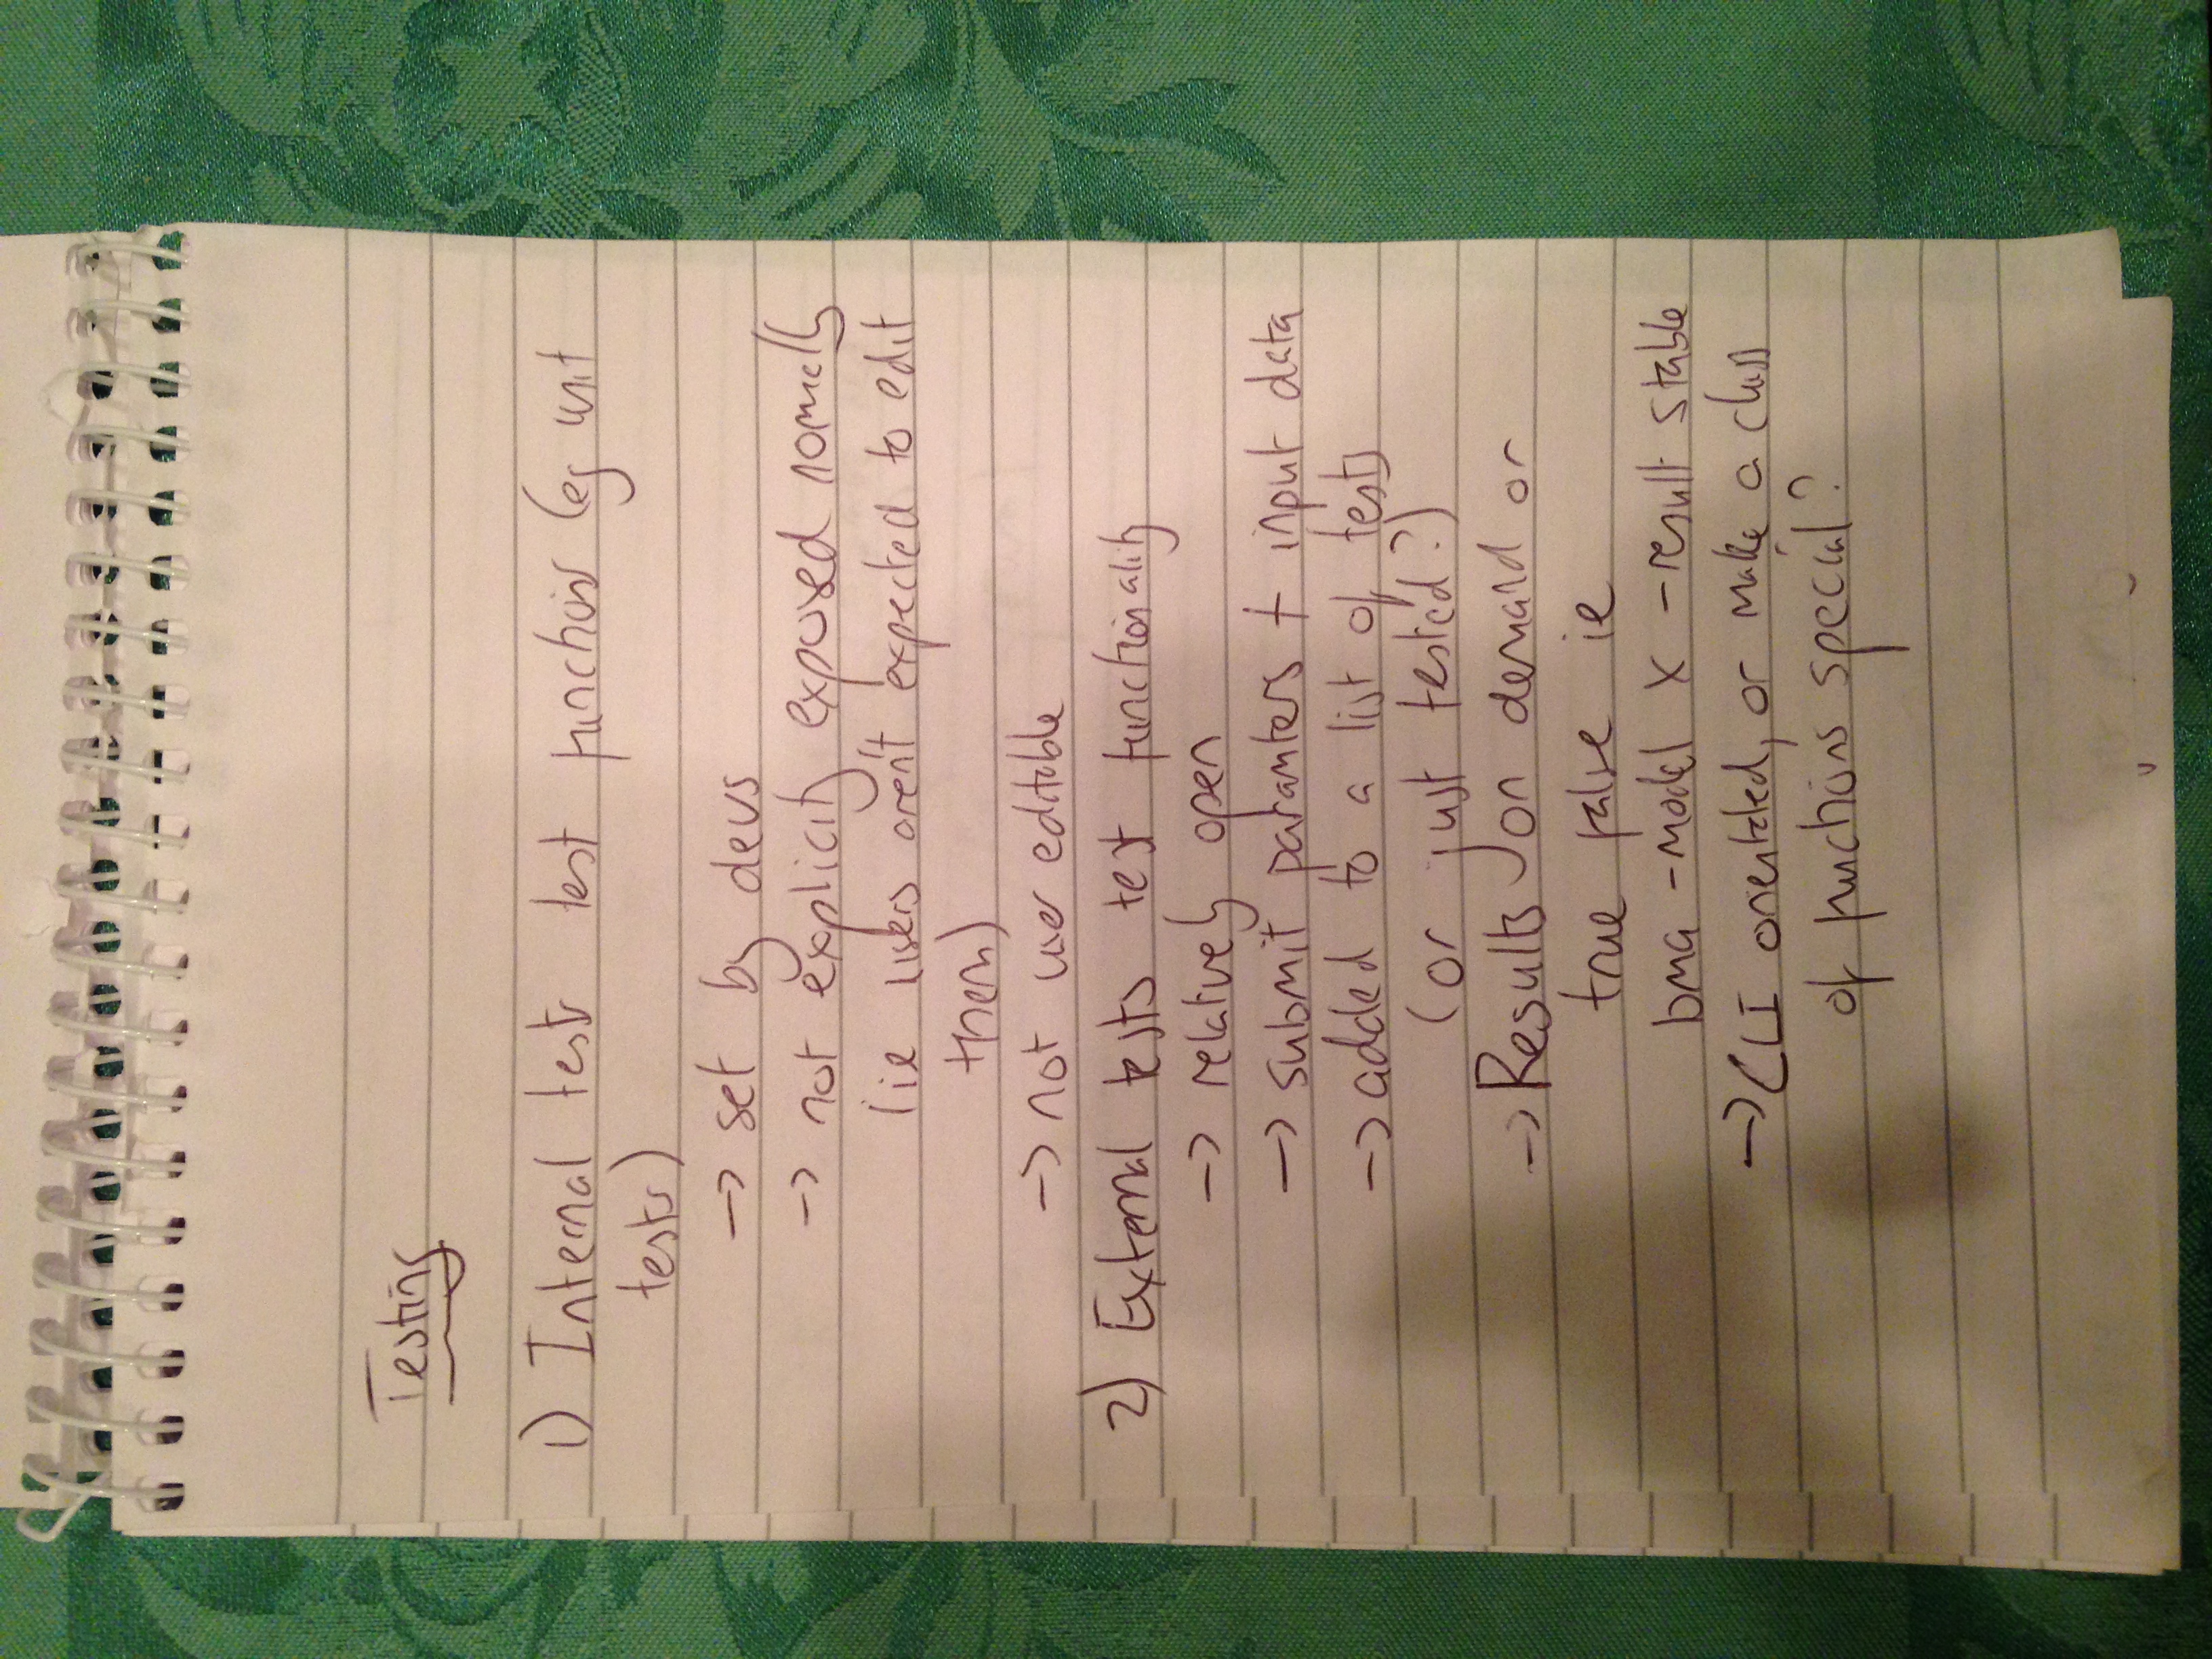 Testing
1) Internal tests test functions (eg unit
tests)
→ set by devs
→ not explicity exposed normally
(ie users aren't expected to edit
them)
→ not user editable
2) External tests test functionality
→ relatively open
→ submit paramters + input data
→ added to a list of tests
(or just tested?)
→ Results on demand or
true false ie
bma -model X -result stable
→ CLI orientated, or make a class
of functions special?